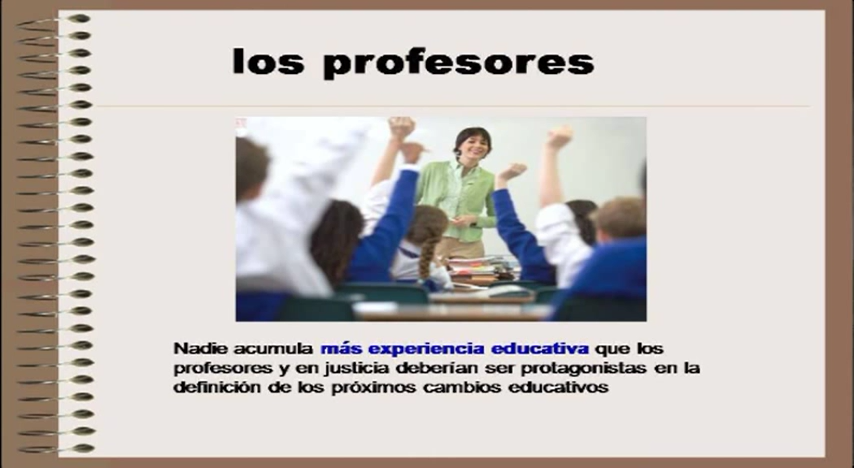 los profesores
Nadie acumula más experiencia educativa que los
profesores y en justicia deberían ser protagonistas en la
definición de los próximos cambios educativos